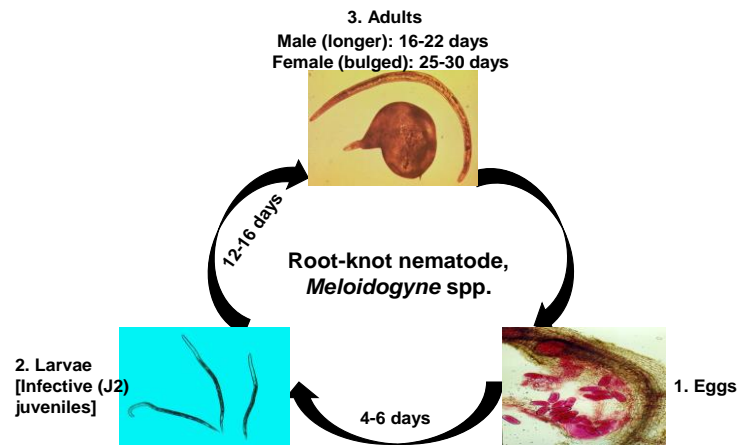 3. Adults
Male (longer): 16-22 days
Female (bulged): 25-30 days
12-16 days
Root-knot nematode,
Meloidogyne spp.
2. Larvae
[Infective (J2)
juveniles]
1. Eggs
4-6 days